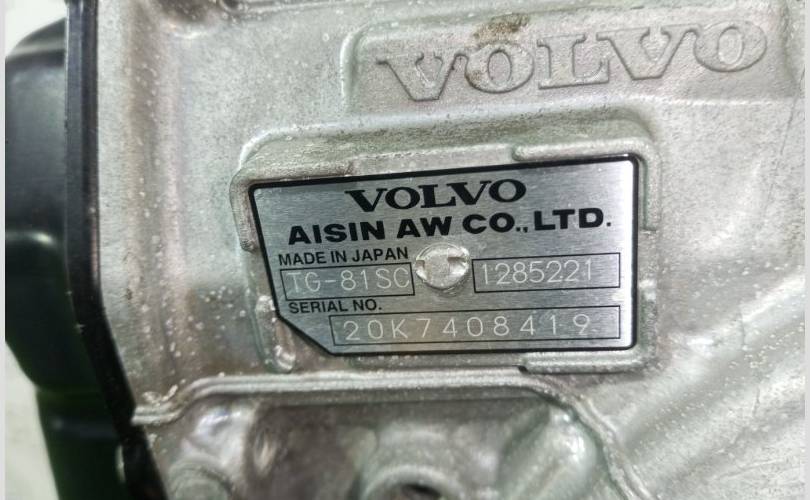 VOLVO
VOLVO
AISIN AW CO., LTD.
MADE IN JAPAN
TG-81SC 1285221
SERIAL NO.
20K7408419